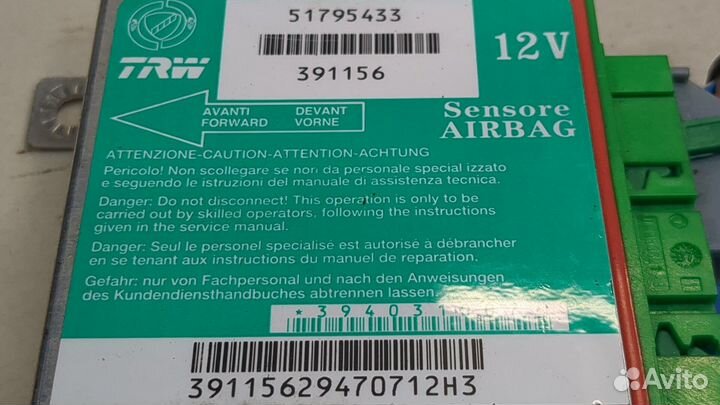 51795433
391156
12V
TRW
AVANTI DEVANT
FORWARD VORNE
Sensore
AIRBAG
ATTENZIONE-CAUTION-ATTENTION-ACHTUNG
Pericolo! Non scollegare se non da personale special izzato
e seguendo le istruzioni del manuale di assistenza tecnica.
Danger: Do not disconnect! This operation is only to be
carried out by skilled operators, following the instructions
given in the service manual.
Danger: Seul le personel specialisé est autorisé à débrancher
en se tenant aux instructions du manuel de reparation.
Gefahr: nur von Fachpersonal und nach den Anweisungen
des Kundendiensthandbuches abtrennen lassen.
39115629470712H3
Avito